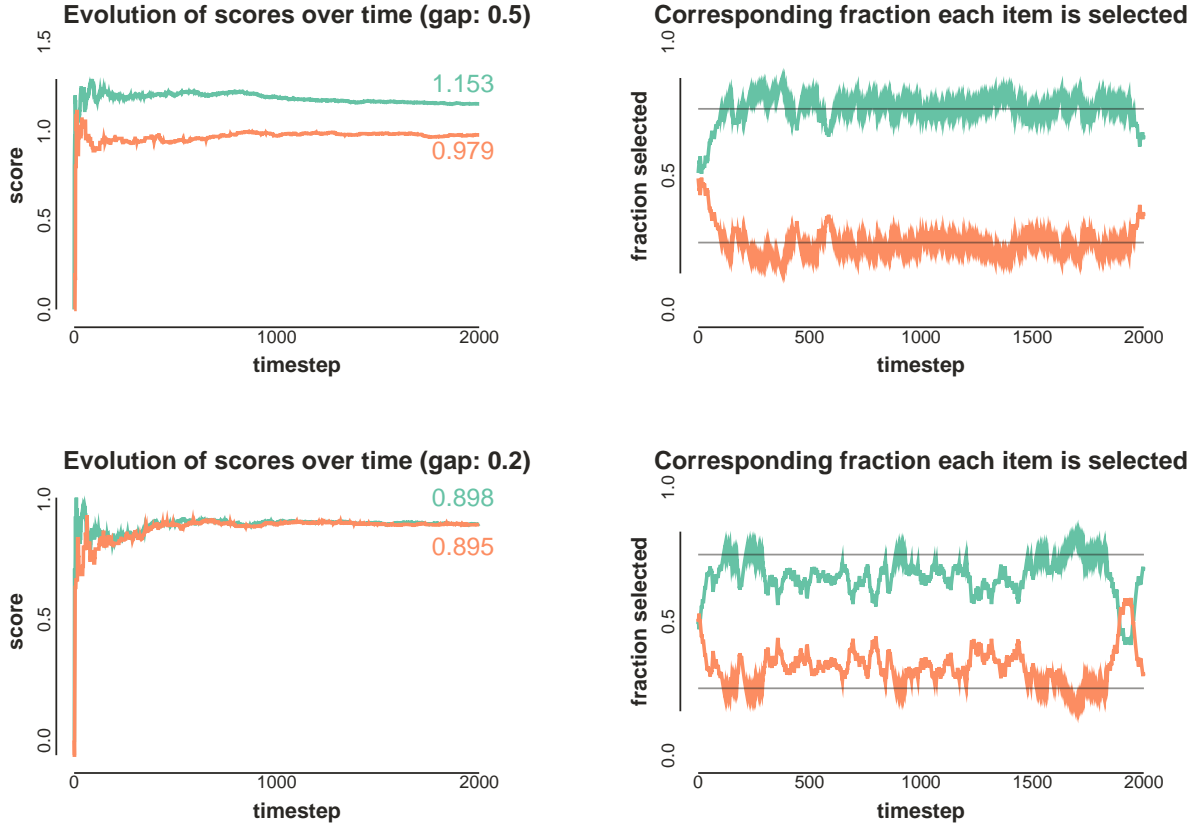 Evolution of scores over time (gap: 0.5)
1.5
1.0
0.5
0.0
score
1.153
0.979
0
1000
2000
timestep
Corresponding fraction each item is selected
1.0
0.5
0.0
fraction selected
0
500
1000
1500
2000
timestep
Evolution of scores over time (gap: 0.2)
1.0
0.5
0.0
score
0.898
0.895
0
1000
2000
timestep
Corresponding fraction each item is selected
1.0
0.5
0.0
fraction selected
0
500
1000
1500
2000
timestep